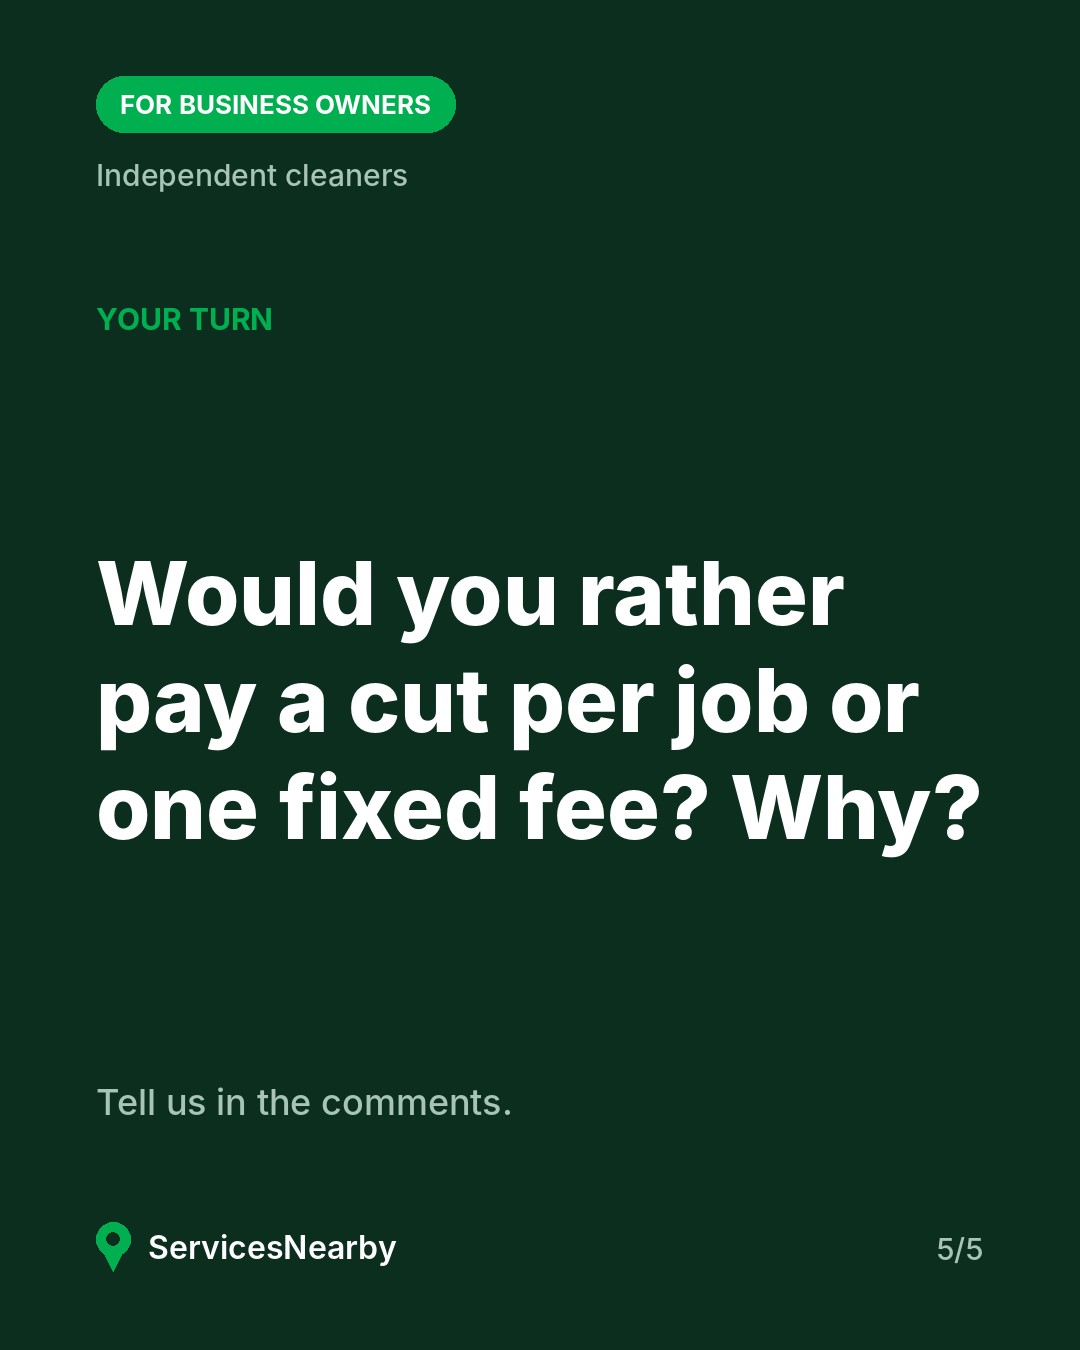 FOR BUSINESS OWNERS
Independent cleaners
YOUR TURN
Would you rather
pay a cut per job or
one fixed fee? Why?
Tell us in the comments.
ServicesNearby
5/5